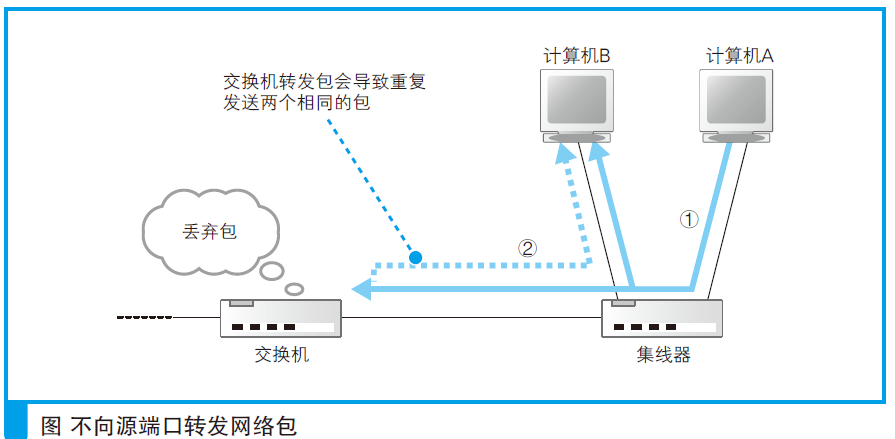 计算机B
计算机A
交换机转发包会导致重复
发送两个相同的包
①
丢弃包
②
交换机
集线器
图 不向源端口转发网络包